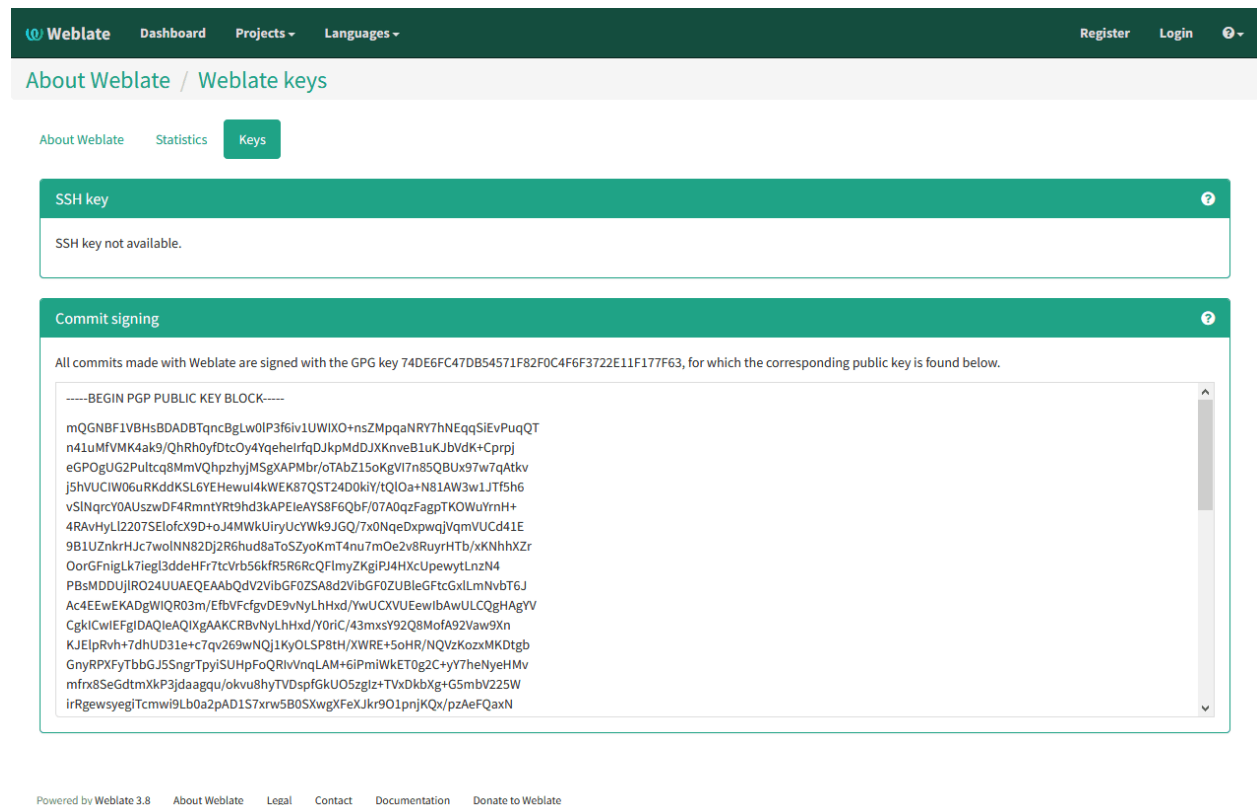 Weblate Dashboard Projects Languages Register Login
About Weblate / Weblate keys
About Weblate Statistics Keys
SSH key
SSH key not available.
Commit signing
All commits made with Weblate are signed with the GPG key 74DE6FC47DB54571F82F0C4F6F3722E11F177F63, for which the corresponding public key is found below.
-----BEGIN PGP PUBLIC KEY BLOCK-----
mQGNBF1VBHsBDADBTqncBgLw0lP3f6iv1UWIXO+nsZMpqaNRY7hNEqqSiEvPuqQT
n41uMfVMK4ak9/QhRh0yfDtcOy4YqeheIrfqDJkpMdDJXKnveB1uKJbVdK+Cprpj
eGPOgUG2Pultcq8MmVQhpzhyjMSgXAPMbr/oTAbZ15oKgVI7n85QBUx97w7qAtkv
j5hVUCIW06uRKddKSL6YEHewuI4kWEK87QST24D0kiY/tQlOa+N81AW3w1JTf5h6
vSlNqrcY0AUszwDF4RmntYRt9hd3kAPEIeAYS8F6QbF/07A0qzFagpTKOWuYrnH+
4RAvHyLl2207SElofcX9D+oJ4MWkUiryUcYWk9JGQ/7x0NqeDxpwqjVqmVUCd41E
9B1UZnkrHJc7wolNN82Dj2R6hud8aToSZyoKmT4nu7mOe2v8RuyrHTb/xKNhhXZr
OorGFnigLk7iegl3ddeHFr7tcVrb56kfR5R6RcQFlmyZKgiPJ4HXcUpewytLnzN4
PBsMDDUjlRO24UUAEQEAAbQdV2VibGF0ZSA8d2VibGF0ZUBleGFtcGxlLmNvbT6J
Ac4EEwEKADgWIQR03m/EfbVFcfgvDE9vNyLhHxd/YwUCXVUEewIbAwULCQgHAgYV
CgkICwIEFgIDAQIeAQIXgAAKCRBvNyLhHxd/Y0riC/43mxsY92Q8MofA92Vaw9Xn
KJElpRvh+7dhUD31e+c7qv269wNQj1KyOLSP8tH/XWRE+5oHR/NQVzKozxMKDtgb
GnyRPXFyTbbGJ5SngrTpyiSUHpFoQRIvVnqLAM+6iPmiWkET0g2C+yY7heNyeHMv
mfrx8SeGdtmXkP3jdaagqu/okvu8hyTVDspfGkUO5zgIz+TVxDkbXg+G5mbV225W
irRgewsyegiTcmwi9Lb0a2pAD1S7xrw5B0SXwgXFeXJkr9O1pnjKQx/pzAeFQaxN
Powered by Weblate 3.8 About Weblate Legal Contact Documentation Donate to Weblate